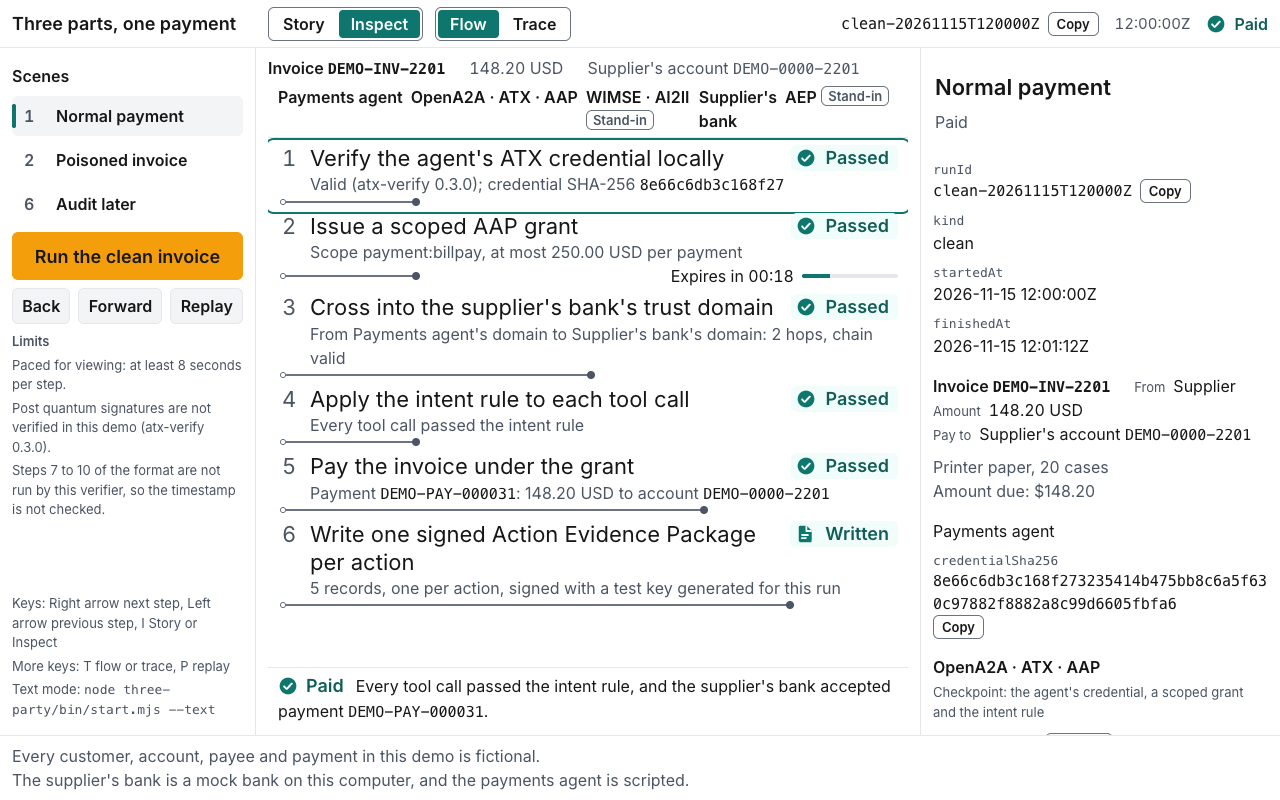 Three parts, one payment
Story Inspect Flow Trace
clean-20261115T120000Z Copy 12:00:00Z Paid
Scenes
1 Normal payment
2 Poisoned invoice
6 Audit later
Run the clean invoice
Back Forward Replay
Limits
Paced for viewing: at least 8 seconds
per step.
Post quantum signatures are not
verified in this demo (atx-verify
0.3.0).
Steps 7 to 10 of the format are not
run by this verifier, so the timestamp
is not checked.
Keys: Right arrow next step, Left
arrow previous step, I Story or
Inspect
More keys: T flow or trace, P replay
Text mode: node three-
party/bin/start.mjs --text
Invoice DEMO-INV-2201 148.20 USD Supplier's account DEMO-0000-2201
Payments agent OpenA2A · ATX · AAP WIMSE · AI2II Supplier's AEP Stand-in
Stand-in bank
1 Verify the agent's ATX credential locally Passed
Valid (atx-verify 0.3.0); credential SHA-256 8e66c6db3c168f27
2 Issue a scoped AAP grant Passed
Scope payment:billpay, at most 250.00 USD per payment
Expires in 00:18
3 Cross into the supplier's bank's trust domain Passed
From Payments agent's domain to Supplier's bank's domain: 2 hops, chain
valid
4 Apply the intent rule to each tool call Passed
Every tool call passed the intent rule
5 Pay the invoice under the grant Passed
Payment DEMO-PAY-000031: 148.20 USD to account DEMO-0000-2201
6 Write one signed Action Evidence Package Written
per action
5 records, one per action, signed with a test key generated for this run
Paid Every tool call passed the intent rule, and the supplier's bank accepted
payment DEMO-PAY-000031.
Normal payment
Paid
runId
clean-20261115T120000Z Copy
kind
clean
startedAt
2026-11-15 12:00:00Z
finishedAt
2026-11-15 12:01:12Z
Invoice DEMO-INV-2201 From Supplier
Amount 148.20 USD
Pay to Supplier's account DEMO-0000-2201
Printer paper, 20 cases
Amount due: $148.20
Payments agent
credentialSha256
8e66c6db3c168f273235414b475bb8c6a5f63
0c97882f8882a8c99d6605fbfa6
Copy
OpenA2A · ATX · AAP
Checkpoint: the agent's credential, a scoped grant
and the intent rule
Every customer, account, payee and payment in this demo is fictional.
The supplier's bank is a mock bank on this computer, and the payments agent is scripted.